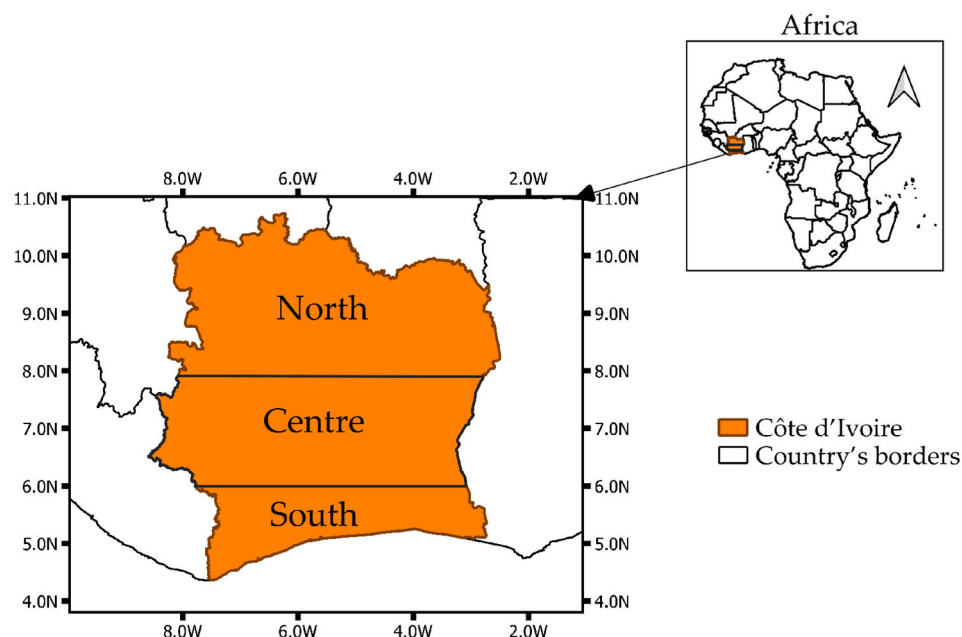 Africa
8.0W 6.0W 4.0W 2.0W
11.0N 11.0N
10.0N 10.0N
9.0N North 9.0N
8.0N 8.0N
Centre
7.0N 7.0N
Côte d'Ivoire
Country's borders
6.0N 6.0N
South
5.0N 5.0N
4.0N 4.0N
8.0W 6.0W 4.0W 2.0W